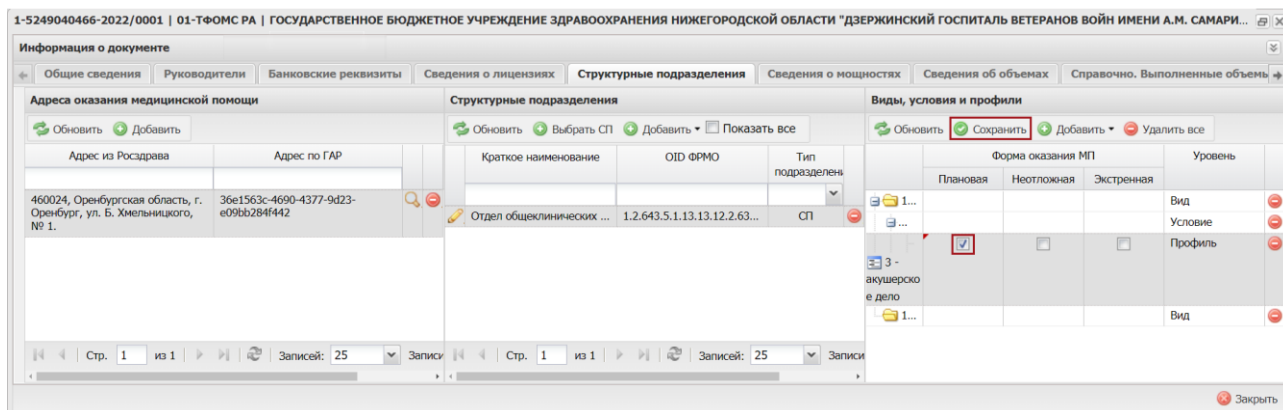 1-5249040466-2022/0001 | 01-ТФОМС РА | ГОСУДАРСТВЕННОЕ БЮДЖЕТНОЕ УЧРЕЖДЕНИЕ ЗДРАВООХРАНЕНИЯ НИЖЕГОРОДСКОЙ ОБЛАСТИ "ДЗЕРЖИНСКИЙ ГОСПИТАЛЬ ВЕТЕРАНОВ ВОЙН ИМЕНИ А.М. САМАРИ...
Информация о документе
Общие сведения Руководители Банковские реквизиты Сведения о лицензиях Структурные подразделения Сведения о мощностях Сведения об объемах Справочно. Выполненные объемы
Адреса оказания медицинской помощи
Обновить Добавить
Адрес из Росздрава Адрес по ГАР
460024, Оренбургская область, г. Оренбург, ул. Б. Хмельницкого, № 1.
36e1563c-4690-4377-9d23-e09bb284f442
Стр. 1 из 1 Записей: 25 Записи
Структурные подразделения
Обновить Выбрать СП Добавить Показать все
Краткое наименование OID ФРМО Тип подразделени
Отдел общеклинических ... 1.2.643.5.1.13.13.12.2.63... СП
Стр. 1 из 1 Записей: 25 Записи
Виды, условия и профили
Обновить Сохранить Добавить Удалить все
Форма оказания МП Уровень
Плановая Неотложная Экстренная
1... Вид
... Условие
Профиль
3 -
акушерско
е дело
1... Вид
Закрыть